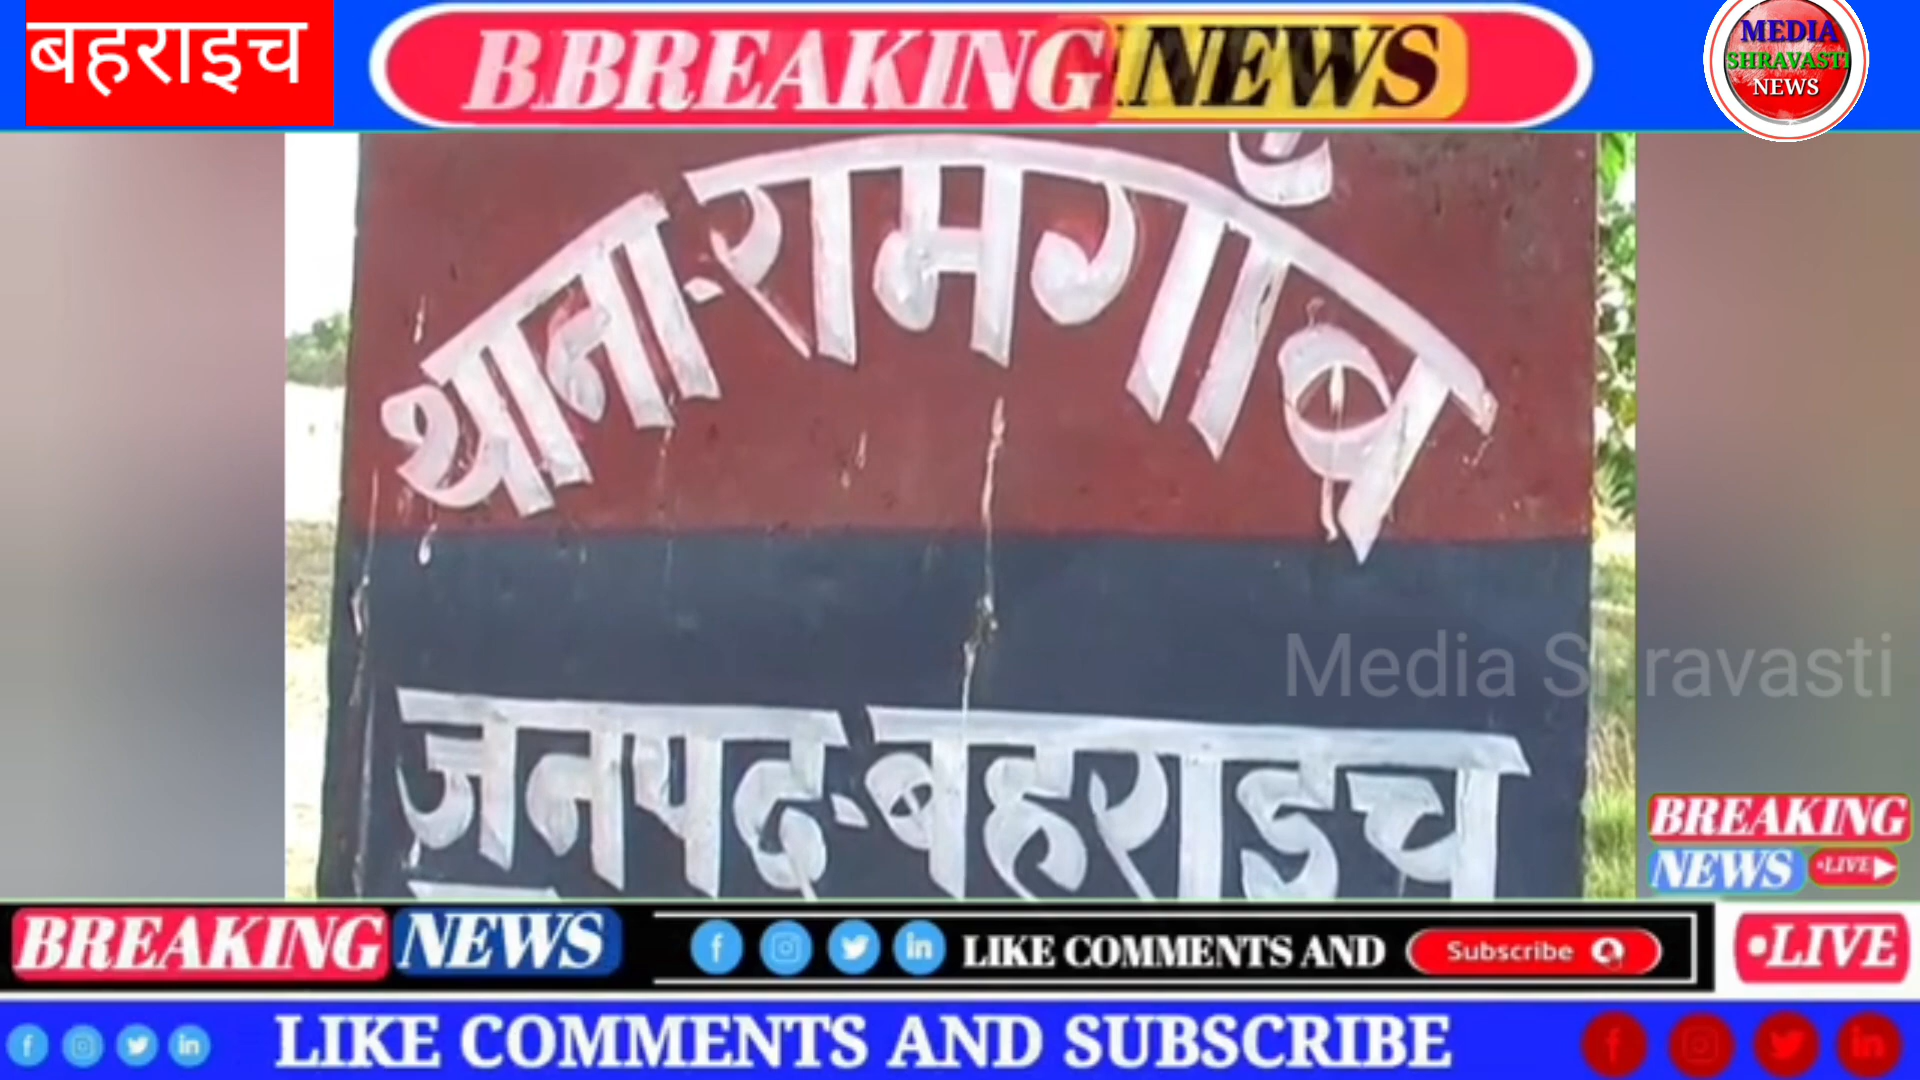 बहराइच
B.BREAKING NEWS
MEDIA
SHRAVASTI
NEWS
थाना-रामगाँव
जनपद-बहराइच
Media Shravasti
BREAKING
NEWS •LIVE
BREAKING NEWS
LIKE COMMENTS AND Subscribe
•LIVE
LIKE COMMENTS AND SUBSCRIBE